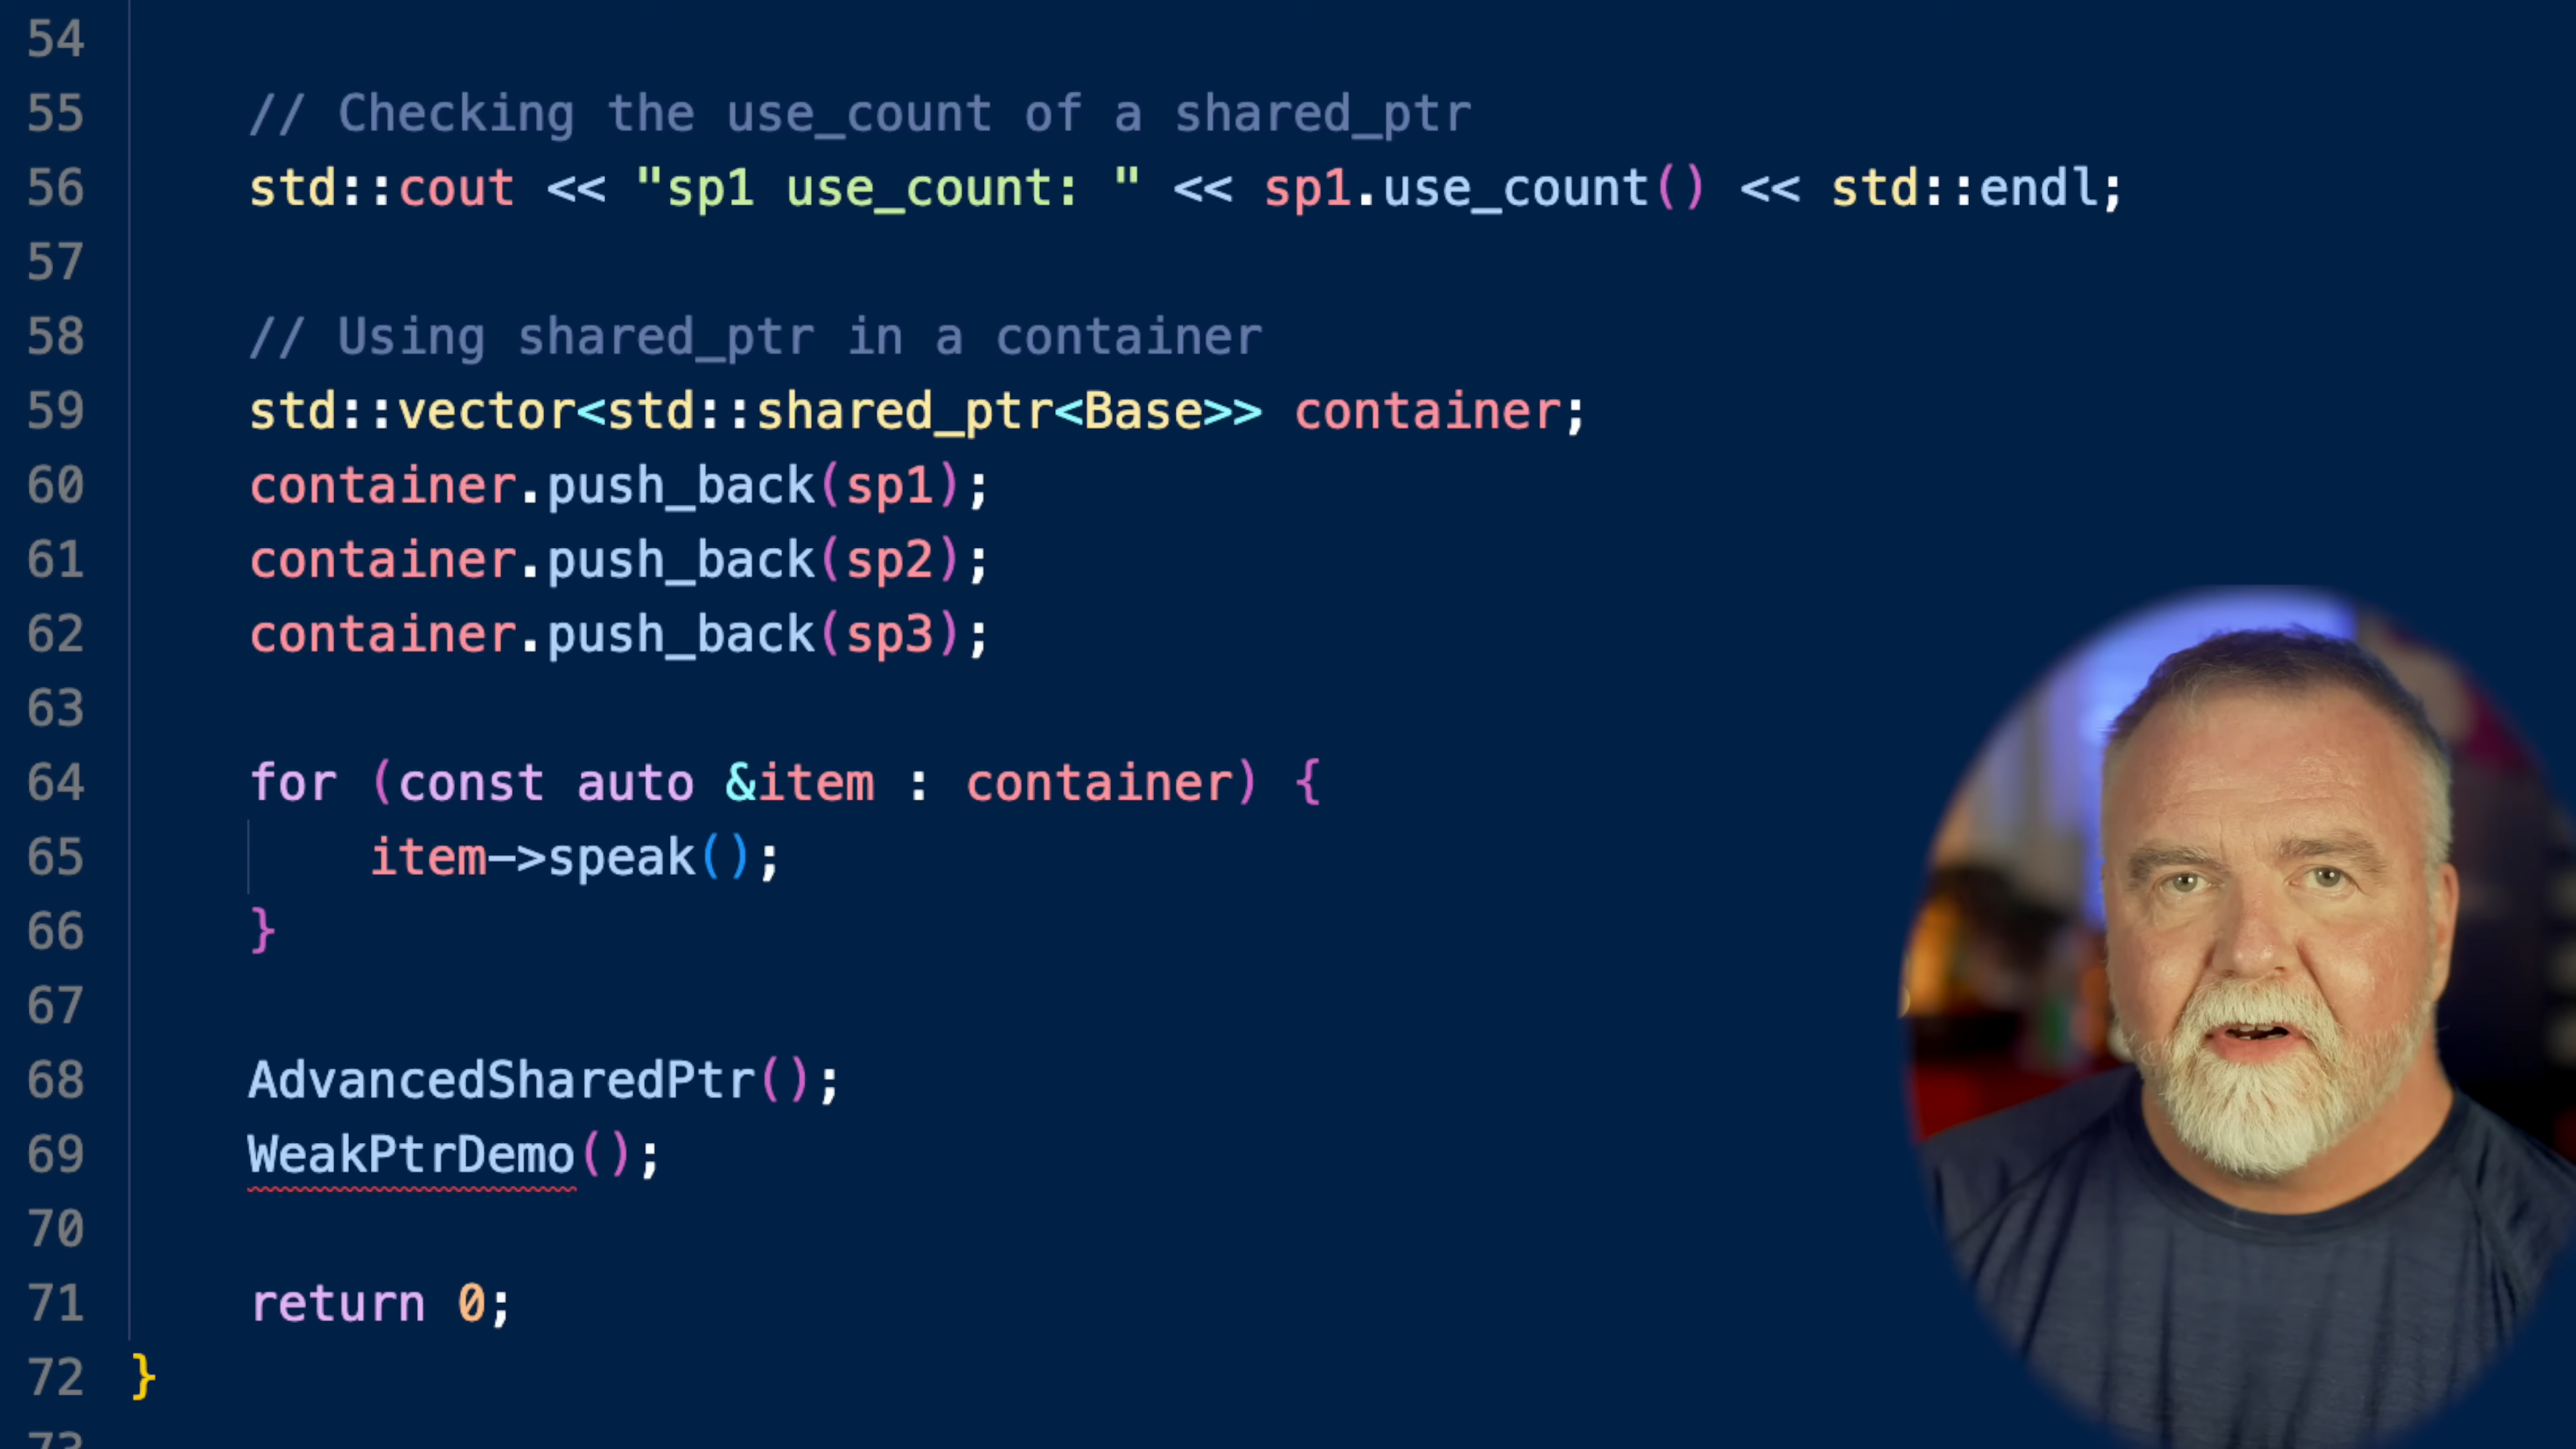 54
55 // Checking the use_count of a shared_ptr
56 std::cout << "sp1 use_count: " << sp1.use_count() << std::endl;
57
58 // Using shared_ptr in a container
59 std::vector<std::shared_ptr<Base>> container;
60 container.push_back(sp1);
61 container.push_back(sp2);
62 container.push_back(sp3);
63
64 for (const auto &item : container) {
65 item->speak();
66 }
67
68 AdvancedSharedPtr();
69 WeakPtrDemo();
70
71 return 0;
72 }
73